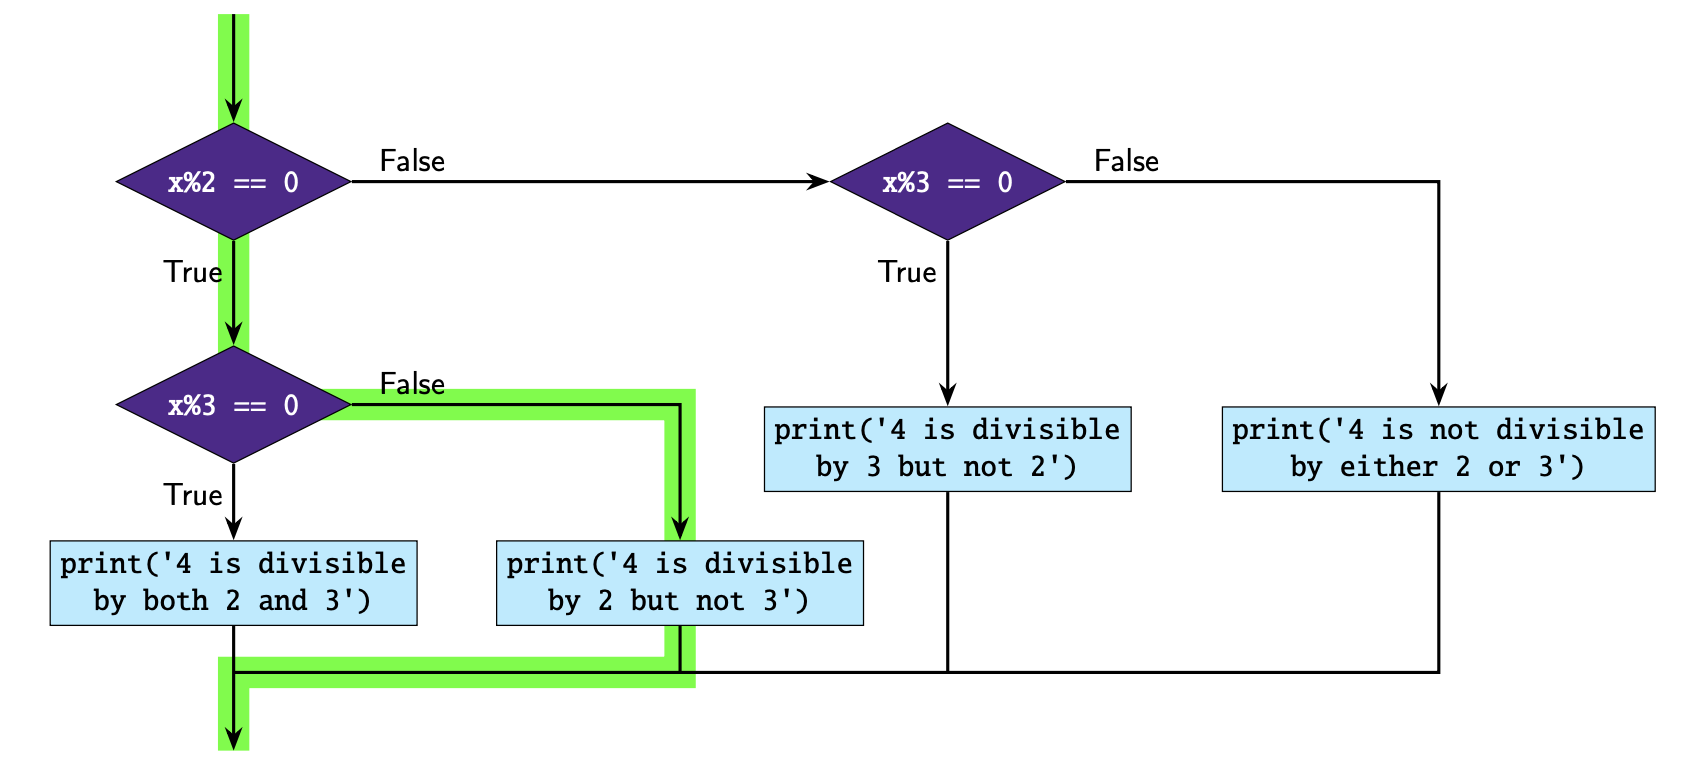 x%2 == 0
False
x%3 == 0
False
True
True
x%3 == 0
False
print('4 is divisible
by 3 but not 2')
print('4 is not divisible
by either 2 or 3')
True
print('4 is divisible
by both 2 and 3')
print('4 is divisible
by 2 but not 3')